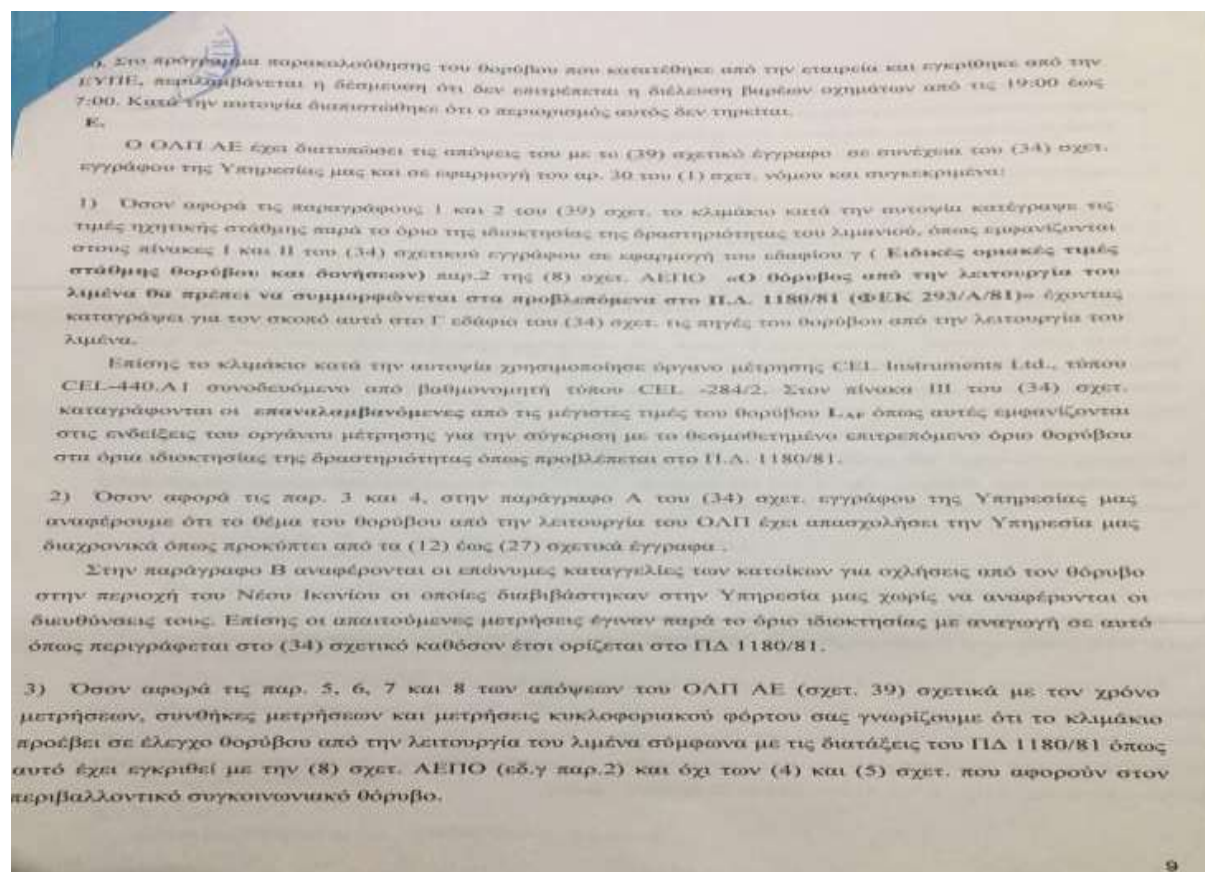 Στο πρόγραμμα παρακολούθησης του θορύβου που κατατέθηκε από την εταιρεία και εγκρίθηκε από την
ΕΥΠΕ, περιλαμβάνεται η δέσμευση ότι δεν επιτρέπεται η διέλευση βαρέων οχημάτων από τις 19:00 έως
7:00. Κατά την αυτοψία διαπιστώθηκε ότι ο περιορισμός αυτός δεν τηρείται.
Ε.
Ο ΟΛΠ ΑΕ έχει διατυπώσει τις απόψεις του με το (39) σχετικό έγγραφο σε συνέχεια του (34) σχετ.
εγγράφου της Υπηρεσίας μας και σε εφαρμογή του αρ. 30 του (1) σχετ. νόμου και συγκεκριμένα:
1) Όσον αφορά τις παραγράφους 1 και 2 του (39) σχετ. το κλιμάκιο κατά την αυτοψία κατέγραψε τις
τιμές ηχητικής στάθμης παρά το όριο της ιδιοκτησίας της δραστηριότητας του λιμανιού, όπως εμφανίζονται
στους πίνακες Ι και ΙΙ του (34) σχετικού εγγράφου σε εφαρμογή του εδαφίου γ ( Ειδικές οριακές τιμές
στάθμης θορύβου και δονήσεων) παρ.2 της (8) σχετ. ΑΕΠΟ «Ο θόρυβος από την λειτουργία του
λιμένα θα πρέπει να συμμορφώνεται στα προβλεπόμενα στο Π.Δ. 1180/81 (ΦΕΚ 293/Α/81)» έχοντας
καταγράψει για τον σκοπό αυτό στο Γ εδάφιο του (34) σχετ. τις πηγές του θορύβου από την λειτουργία του
λιμένα.
Επίσης το κλιμάκιο κατά την αυτοψία χρησιμοποίησε όργανο μέτρησης CEL Instruments Ltd., τύπου
CEL-440.A1 συνοδευόμενο από βαθμονομητή τύπου CEL -284/2. Στον πίνακα ΙΙΙ του (34) σχετ.
καταγράφονται οι επαναλαμβανόμενες από τις μέγιστες τιμές του θορύβου L<sub>AF</sub> όπως αυτές εμφανίζονται
στις ενδείξεις του οργάνου μέτρησης για την σύγκριση με το θεσμοθετημένο επιτρεπόμενο όριο θορύβου
στα όρια ιδιοκτησίας της δραστηριότητας όπως προβλέπεται στο Π.Δ. 1180/81.
2) Όσον αφορά τις παρ. 3 και 4, στην παράγραφο Α του (34) σχετ. εγγράφου της Υπηρεσίας μας
αναφέρουμε ότι το θέμα του θορύβου από την λειτουργία του ΟΛΠ έχει απασχολήσει την Υπηρεσία μας
διαχρονικά όπως προκύπτει από τα (12) έως (27) σχετικά έγγραφα .
Στην παράγραφο Β αναφέρονται οι επώνυμες καταγγελίες των κατοίκων για οχλήσεις από τον θόρυβο
στην περιοχή του Νέου Ικονίου οι οποίες διαβιβάστηκαν στην Υπηρεσία μας χωρίς να αναφέρονται οι
διευθύνσεις τους. Επίσης οι απαιτούμενες μετρήσεις έγιναν παρά το όριο ιδιοκτησίας με αναγωγή σε αυτό
όπως περιγράφεται στο (34) σχετικό καθόσον έτσι ορίζεται στο ΠΔ 1180/81.
3) Όσον αφορά τις παρ. 5, 6, 7 και 8 των απόψεων του ΟΛΠ ΑΕ (σχετ. 39) σχετικά με τον χρόνο
μετρήσεων, συνθήκες μετρήσεων και μετρήσεις κυκλοφοριακού φόρτου σας γνωρίζουμε ότι το κλιμάκιο
προέβει σε έλεγχο θορύβου από την λειτουργία του λιμένα σύμφωνα με τις διατάξεις του ΠΔ 1180/81 όπως
αυτό έχει εγκριθεί με την (8) σχετ. ΑΕΠΟ (εδ.γ παρ.2) και όχι των (4) και (5) σχετ. που αφορούν στον
περιβαλλοντικό συγκοινωνιακό θόρυβο.
9